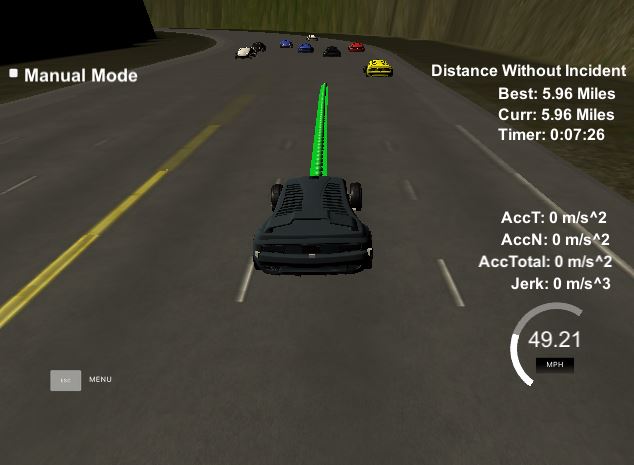 Manual Mode
Distance Without Incident
Best: 5.96 Miles
Curr: 5.96 Miles
Timer: 0:07:26
AccT: 0 m/s^2
AccN: 0 m/s^2
AccTotal: 0 m/s^2
Jerk: 0 m/s^3
49.21
MPH
ESC MENU